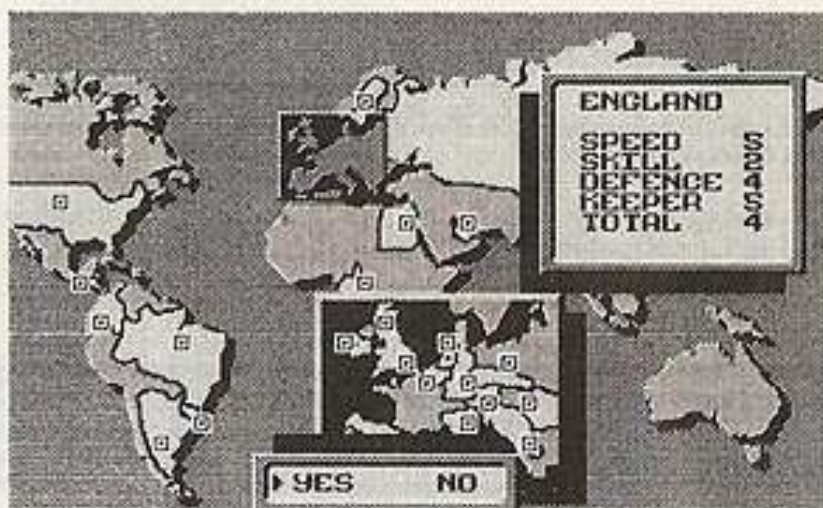 ENGLAND
SPEED 5
SKILL 2
DEFENCE 4
KEEPER 5
TOTAL 4
YES NO